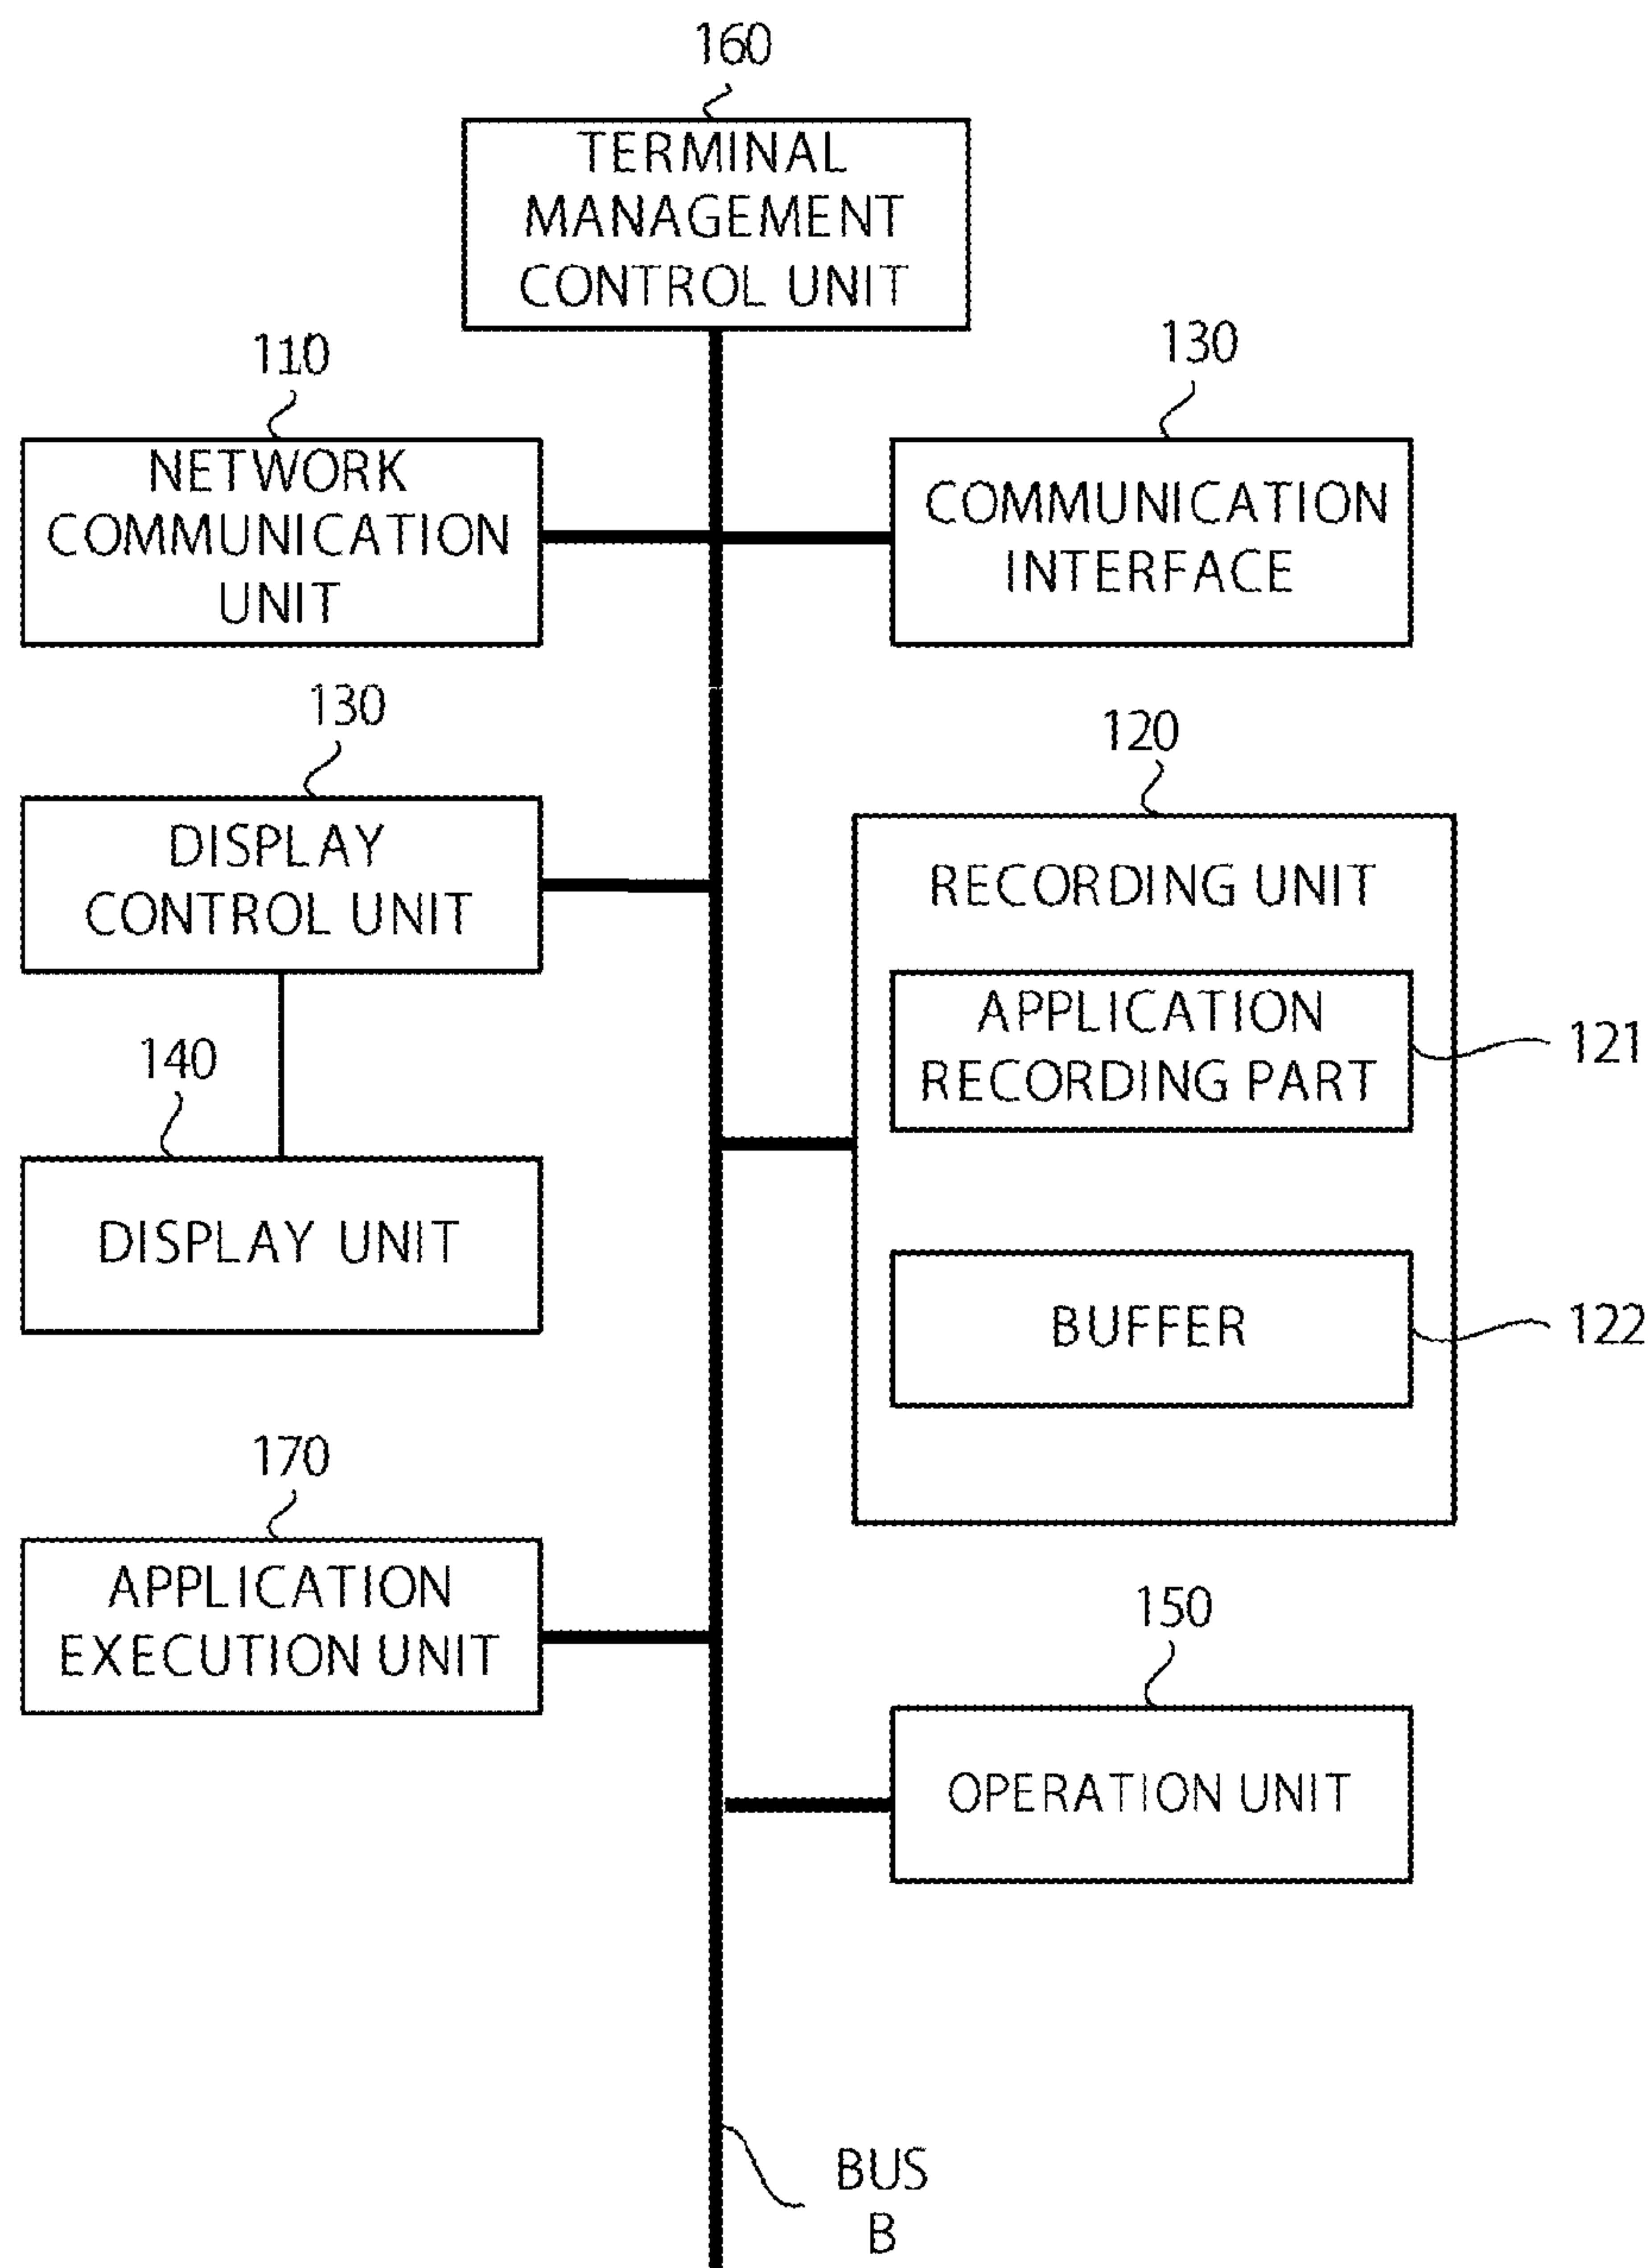 160
TERMINAL
MANAGEMENT
CONTROL UNIT
110
NETWORK
COMMUNICATION
UNIT
130
COMMUNICATION
INTERFACE
130
DISPLAY
CONTROL UNIT
120
RECORDING UNIT
APPLICATION
RECORDING PART
121
140
DISPLAY UNIT
BUFFER
122
170
APPLICATION
EXECUTION UNIT
150
OPERATION UNIT
BUS
B